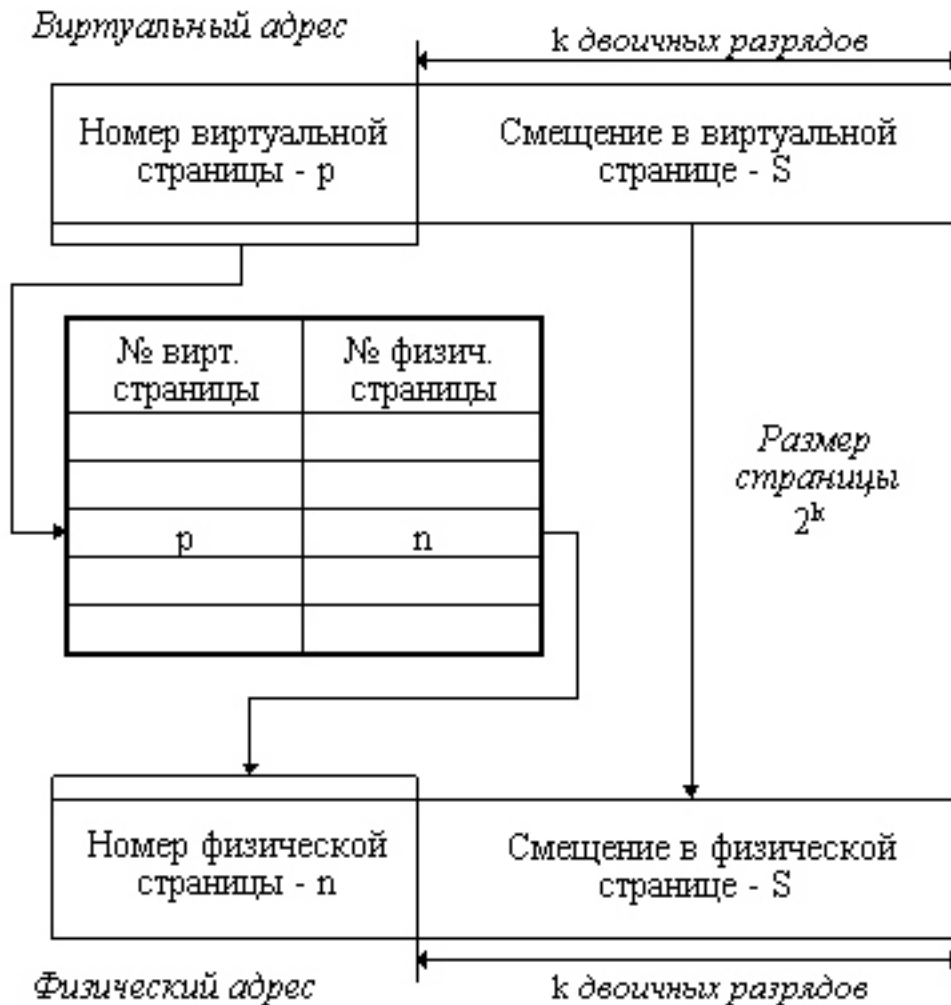 Виртуальный адрес
k двоичных разрядов
Номер виртуальной
страницы - p
Смещение в виртуальной
странице - S
№ вирт.
страницы
№ физич.
страницы
p
n
Размер
страницы
2^k
Номер физической
страницы - n
Смещение в физической
странице - S
Физический адрес
k двоичных разрядов